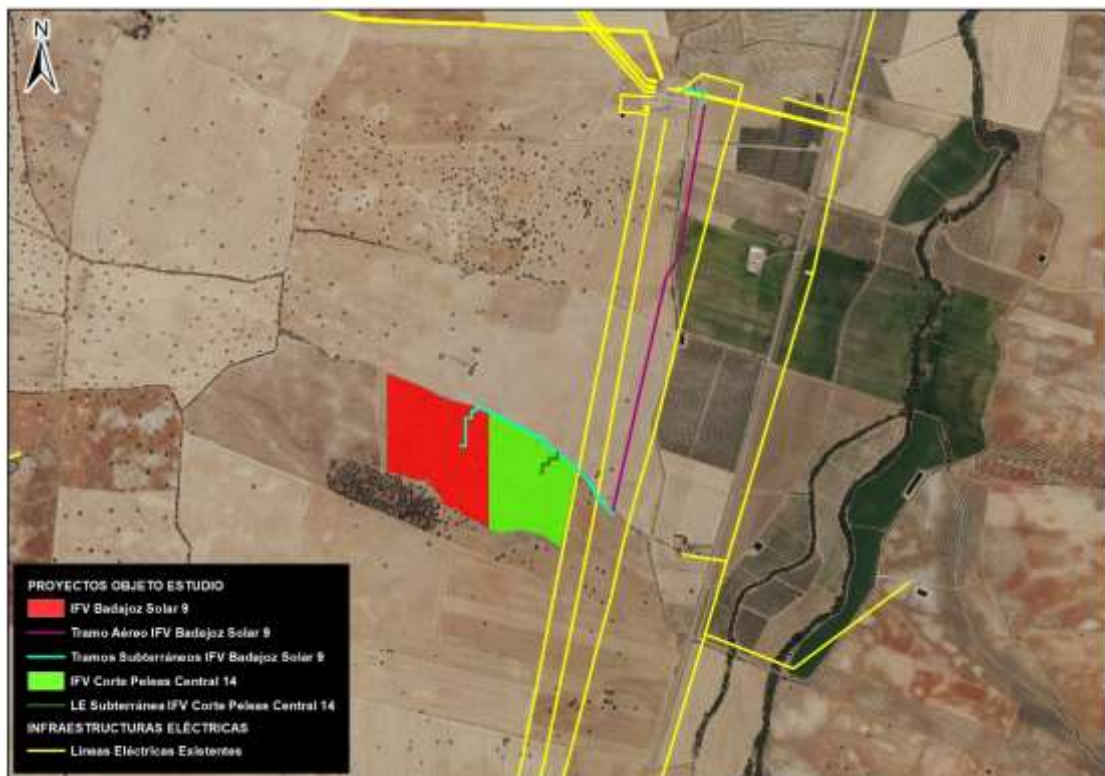 N
PROYECTOS OBJETO ESTUDIO
IFV Badajoz Solar 9
Tramo Aéreo IFV Badajoz Solar 9
Tramos Subterráneos IFV Badajoz Solar 9
IFV Corte Peleas Central 14
LE Subterránea IFV Corte Peleas Central 14
INFRAESTRUCTURAS ELÉCTRICAS
Líneas Eléctricas Existentes